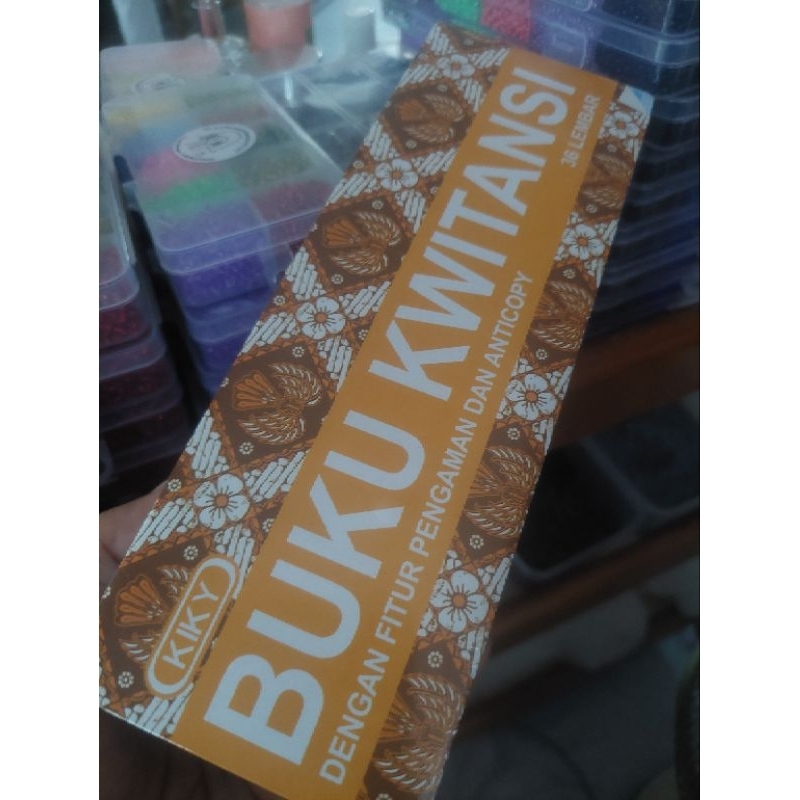 KIKY
BUKU KWITANSI
36 LEMBAR
DENGAN FITUR PENGAMAN DAN ANTICOPY